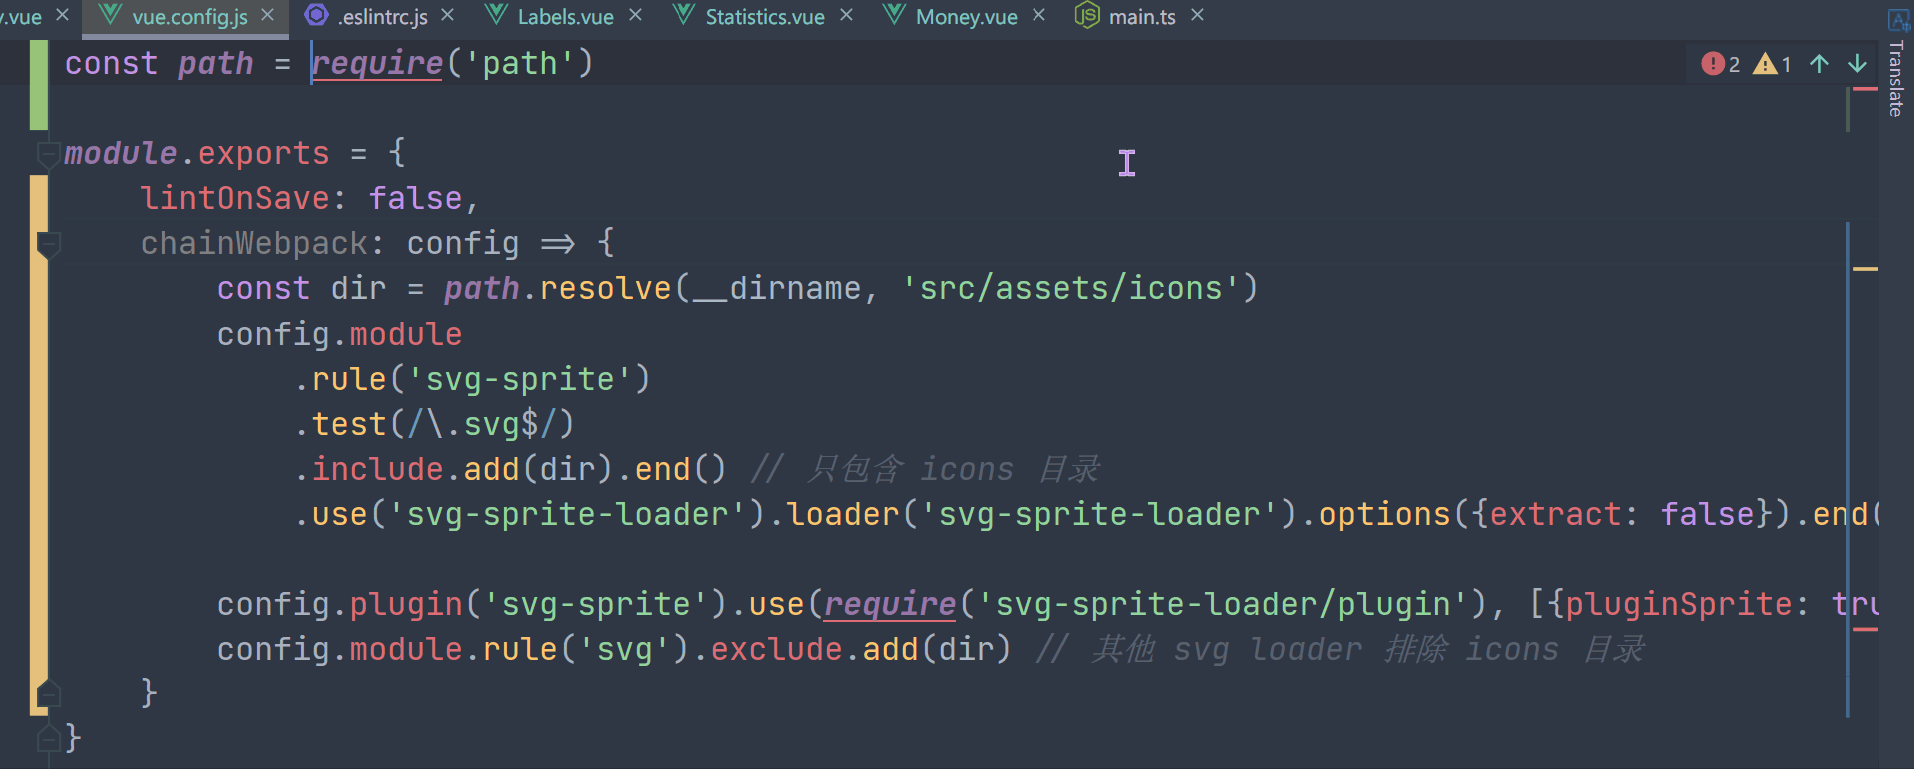 .vue vue.config.js .eslintrc.js Labels.vue Statistics.vue Money.vue main.ts
const path = require('path') 2 1
Translate
module.exports = {
lintOnSave: false,
chainWebpack: config => {
const dir = path.resolve(__dirname, 'src/assets/icons')
config.module
.rule('svg-sprite')
.test(/\.svg$/)
.include.add(dir).end() // 只包含 icons 目录
.use('svg-sprite-loader').loader('svg-sprite-loader').options({extract: false}).end(
config.plugin('svg-sprite').use(require('svg-sprite-loader/plugin'), [{pluginSprite: tru
config.module.rule('svg').exclude.add(dir) // 其他 svg loader 排除 icons 目录
}
}